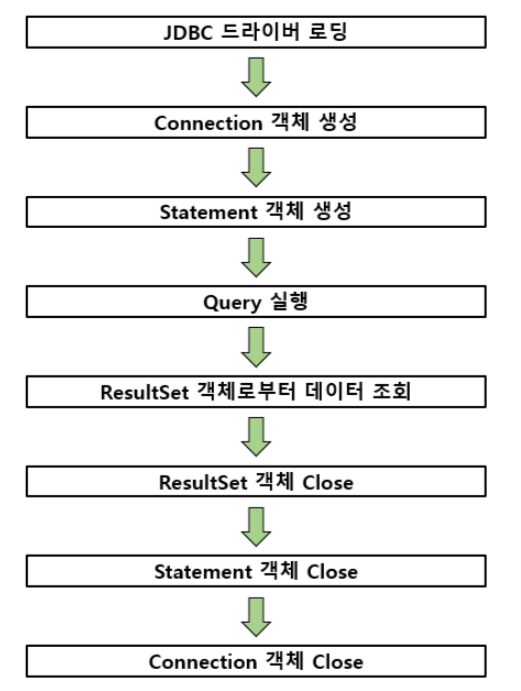 JDBC 드라이버 로딩
Connection 객체 생성
Statement 객체 생성
Query 실행
ResultSet 객체로부터 데이터 조회
ResultSet 객체 Close
Statement 객체 Close
Connection 객체 Close